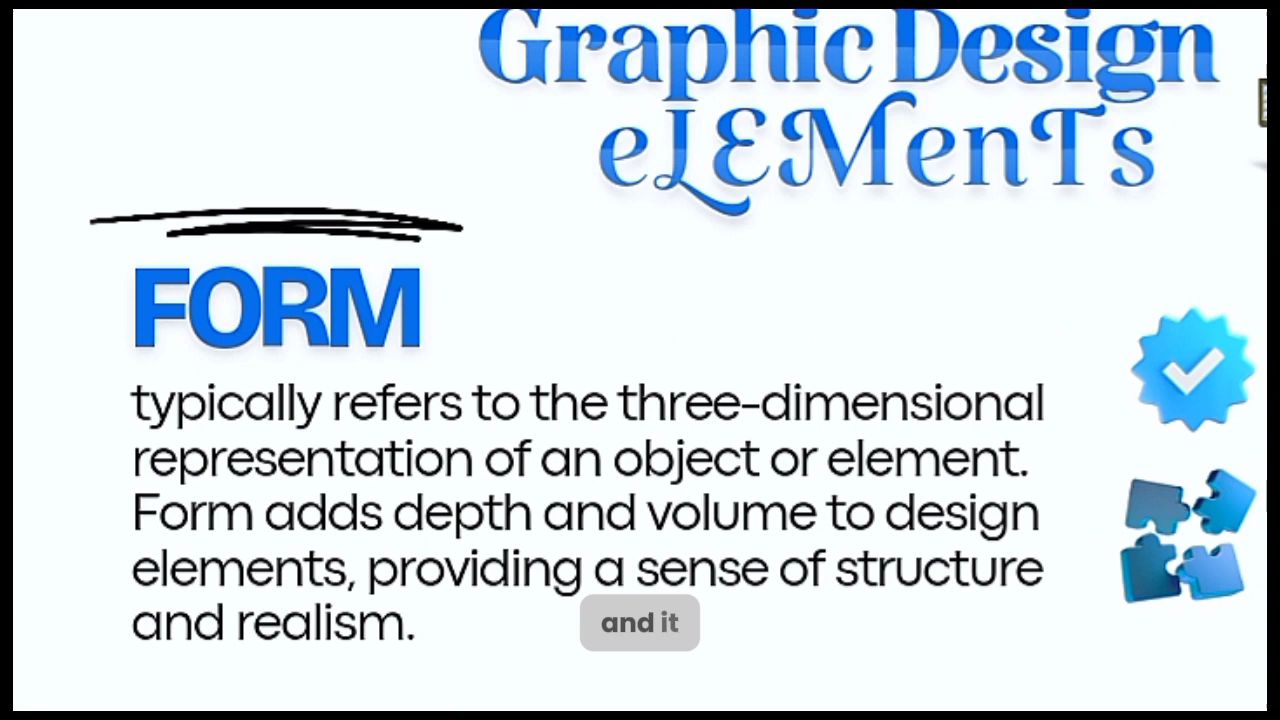 Graphic Design
eLEMenTs
FORM
typically refers to the three-dimensional
representation of an object or element.
Form adds depth and volume to design
elements, providing a sense of structure
and realism.
and it